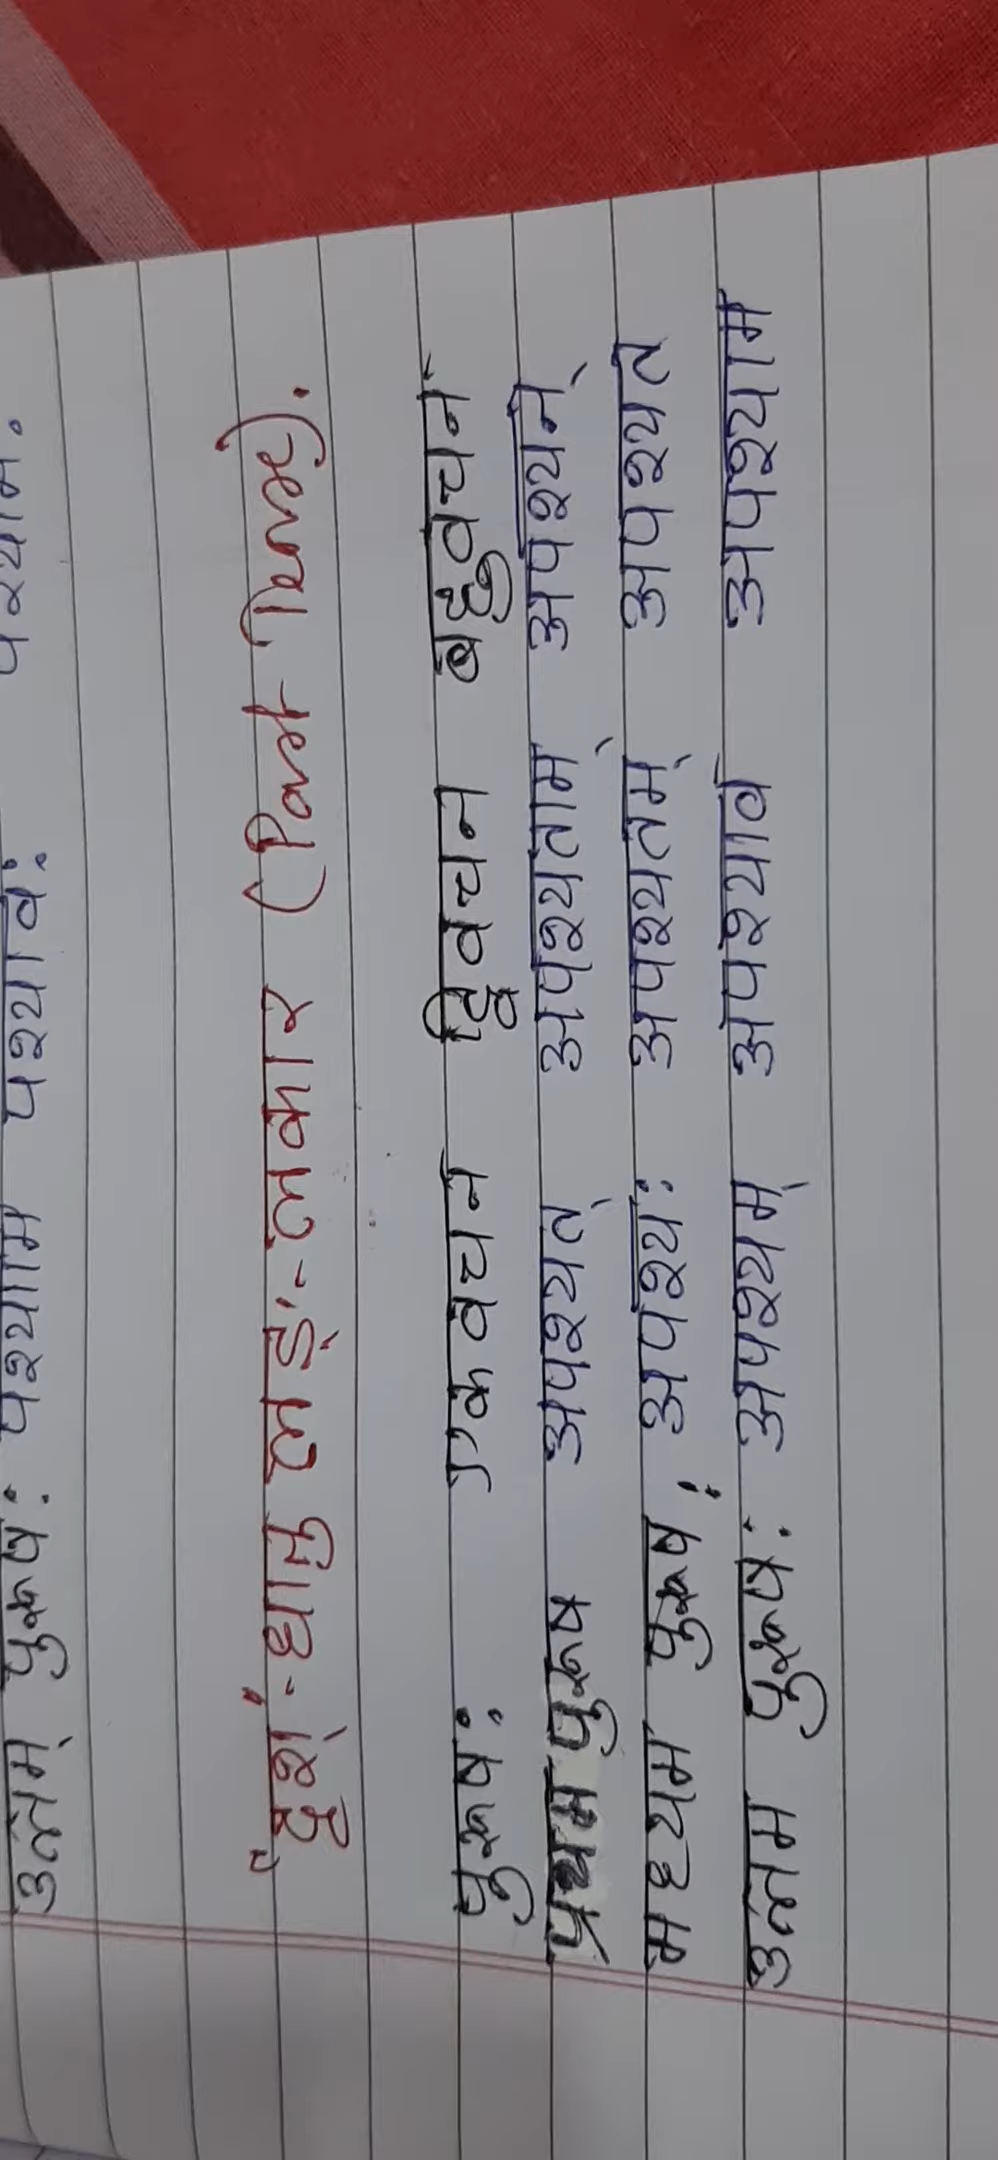 उत्तम् पुरूषः पश्यामि पश्यावः पश्याम.
"दृश्"-धातु लङ्-लकार (Past Tense).
पुरूषः एकवचन द्विवचन बहुवचन
प्रथम पुरूष अपश्यत् अपश्यताम् अपश्यन्
मध्यम पुरूषः अपश्यः अपश्यतम् अपश्यत
उत्तम पुरूषः अपश्यम् अपश्याव अपश्याम